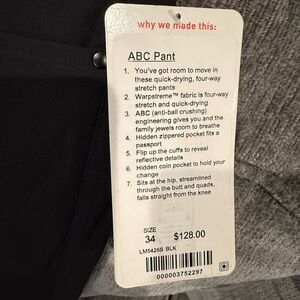 why we made this:
ABC Pant
1. You've got room to move in
these quick-drying, four-way
stretch pants
2. Warpstreme™ fabric is four-way
stretch and quick-drying
3. ABC (anti-ball crushing)
engineering gives you and the
family jewels room to breathe
4. Hidden zippered pocket fits a
passport
5. Flip up the cuffs to reveal
reflective details
6. Hidden coin pocket to hold your
change
7. Sits at the hip, streamlined
through the butt and quads,
falls straight from the knee
SIZE
34 $128.00
LM5426S BLK
000003752297